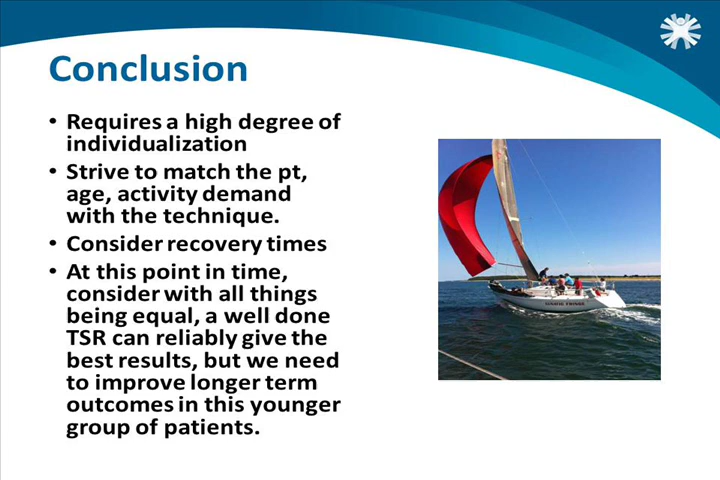 Conclusion
• Requires a high degree of
individualization
• Strive to match the pt,
age, activity demand
with the technique.
• Consider recovery times
• At this point in time,
consider with all things
being equal, a well done
TSR can reliably give the
best results, but we need
to improve longer term
outcomes in this younger
group of patients.